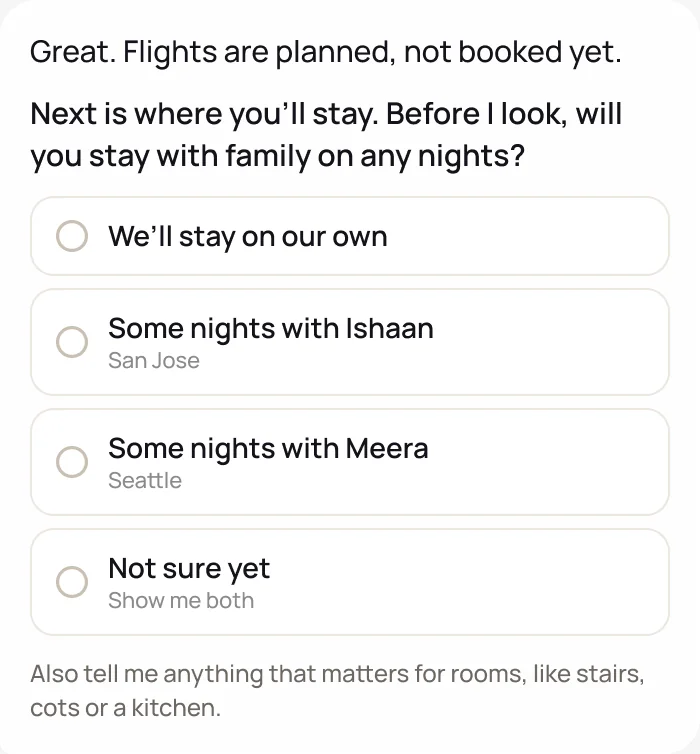 Great. Flights are planned, not booked yet.
Next is where you’ll stay. Before I look, will
you stay with family on any nights?
We’ll stay on our own
Some nights with Ishaan
San Jose
Some nights with Meera
Seattle
Not sure yet
Show me both
Also tell me anything that matters for rooms, like stairs,
cots or a kitchen.